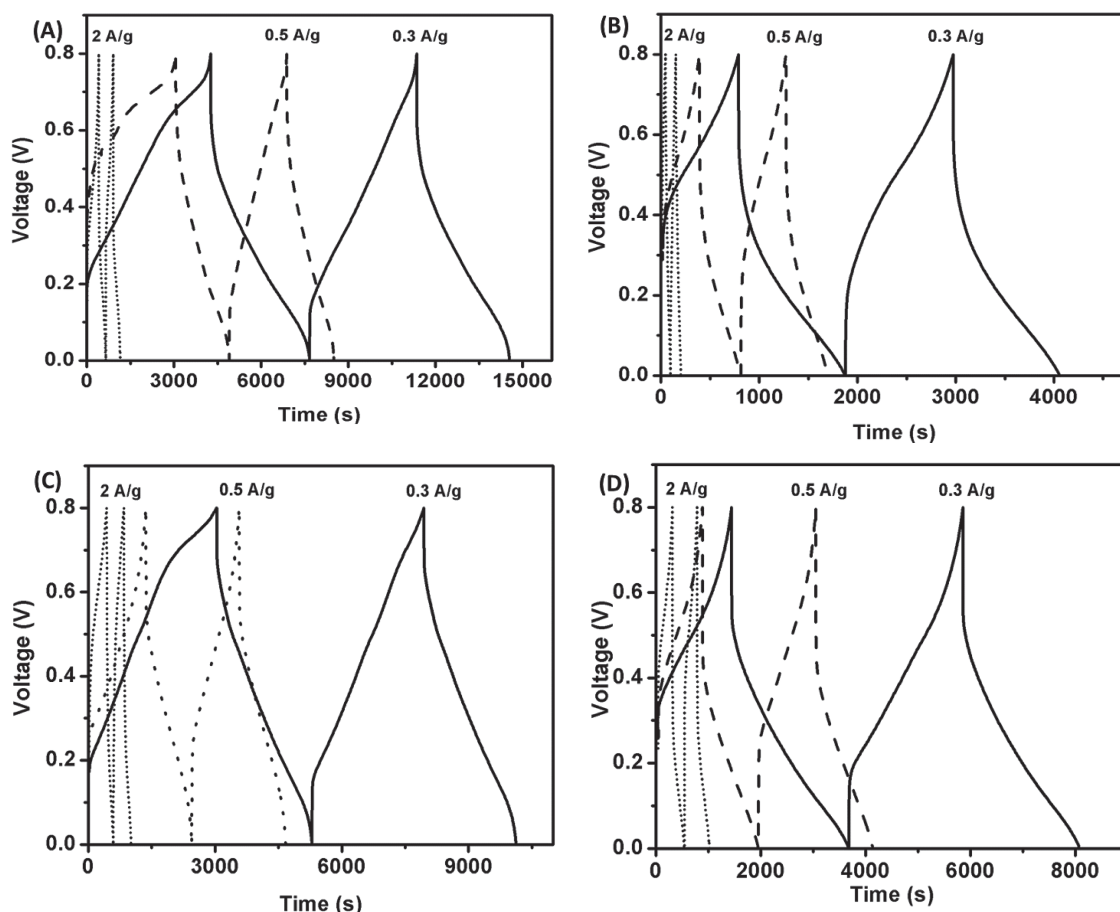 (A)
2 A/g 0.5 A/g 0.3 A/g
0.8
0.6
0.4
0.2
0.0
Voltage (V)
0 3000 6000 9000 12000 15000
Time (s)
(B)
2 A/g 0.5 A/g 0.3 A/g
0.8
0.6
0.4
0.2
0.0
Voltage (V)
0 1000 2000 3000 4000
Time (s)
(C)
2 A/g 0.5 A/g 0.3 A/g
0.8
0.6
0.4
0.2
0.0
Voltage (V)
0 3000 6000 9000
Time (s)
(D)
2 A/g 0.5 A/g 0.3 A/g
0.8
0.6
0.4
0.2
0.0
Voltage (V)
0 2000 4000 6000 8000
Time (s)